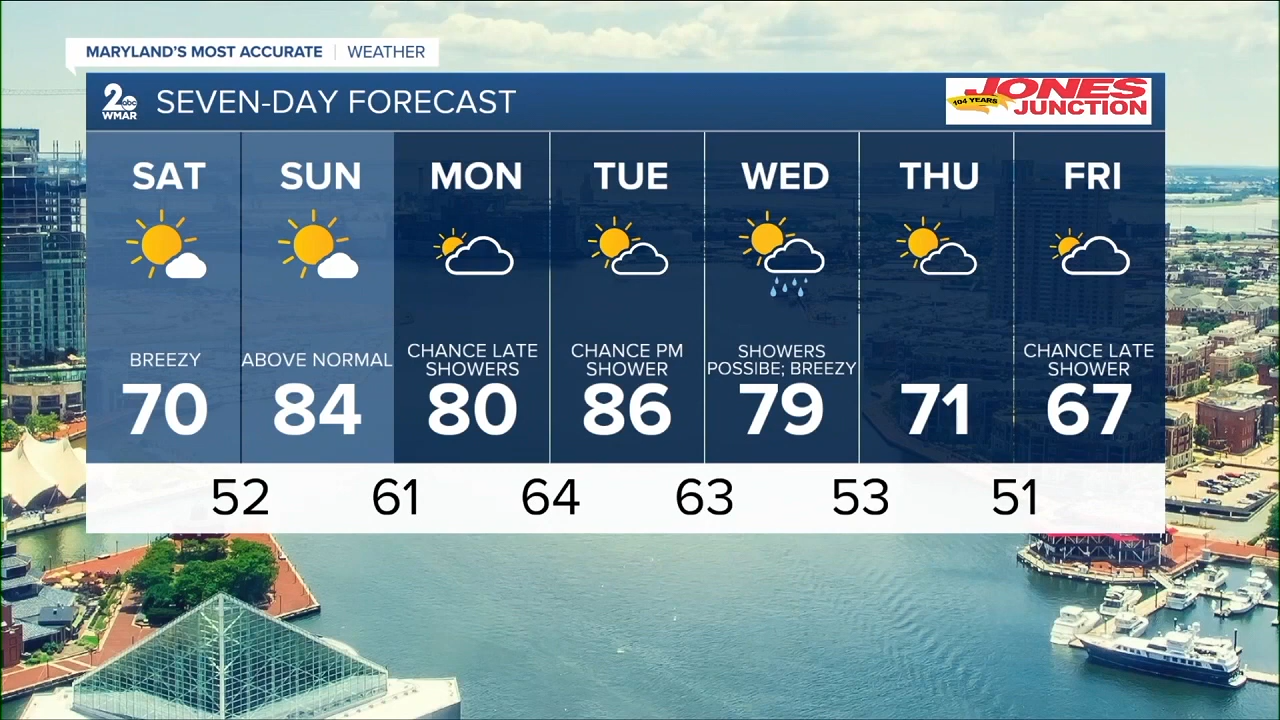 MARYLAND'S MOST ACCURATE | WEATHER
2 abc
WMAR
SEVEN-DAY FORECAST
JONES
104 YEARS
JUNCTION
SAT SUN MON TUE WED THU FRI
BREEZY
ABOVE NORMAL
CHANCE LATE
SHOWERS
CHANCE PM
SHOWER
SHOWERS
POSSIBE; BREEZY
CHANCE LATE
SHOWER
70 84 80 86 79 71 67
52 61 64 63 53 51